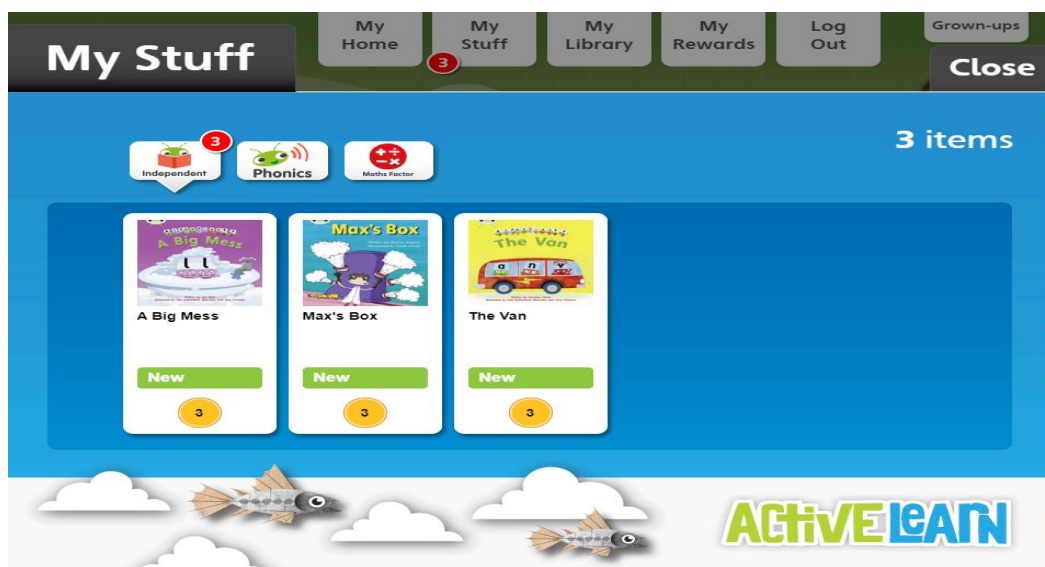 My Stuff
My Home
My Stuff
3
My Library
My Rewards
Log Out
Grown-ups
Close
3 items
Independent
3
Phonics
Maths Factor
A Big Mess
l l
A Big Mess
New
3
Max's Box
Max's Box
New
3
The Van
a n v
The Van
New
3
ACTIVE LEARN